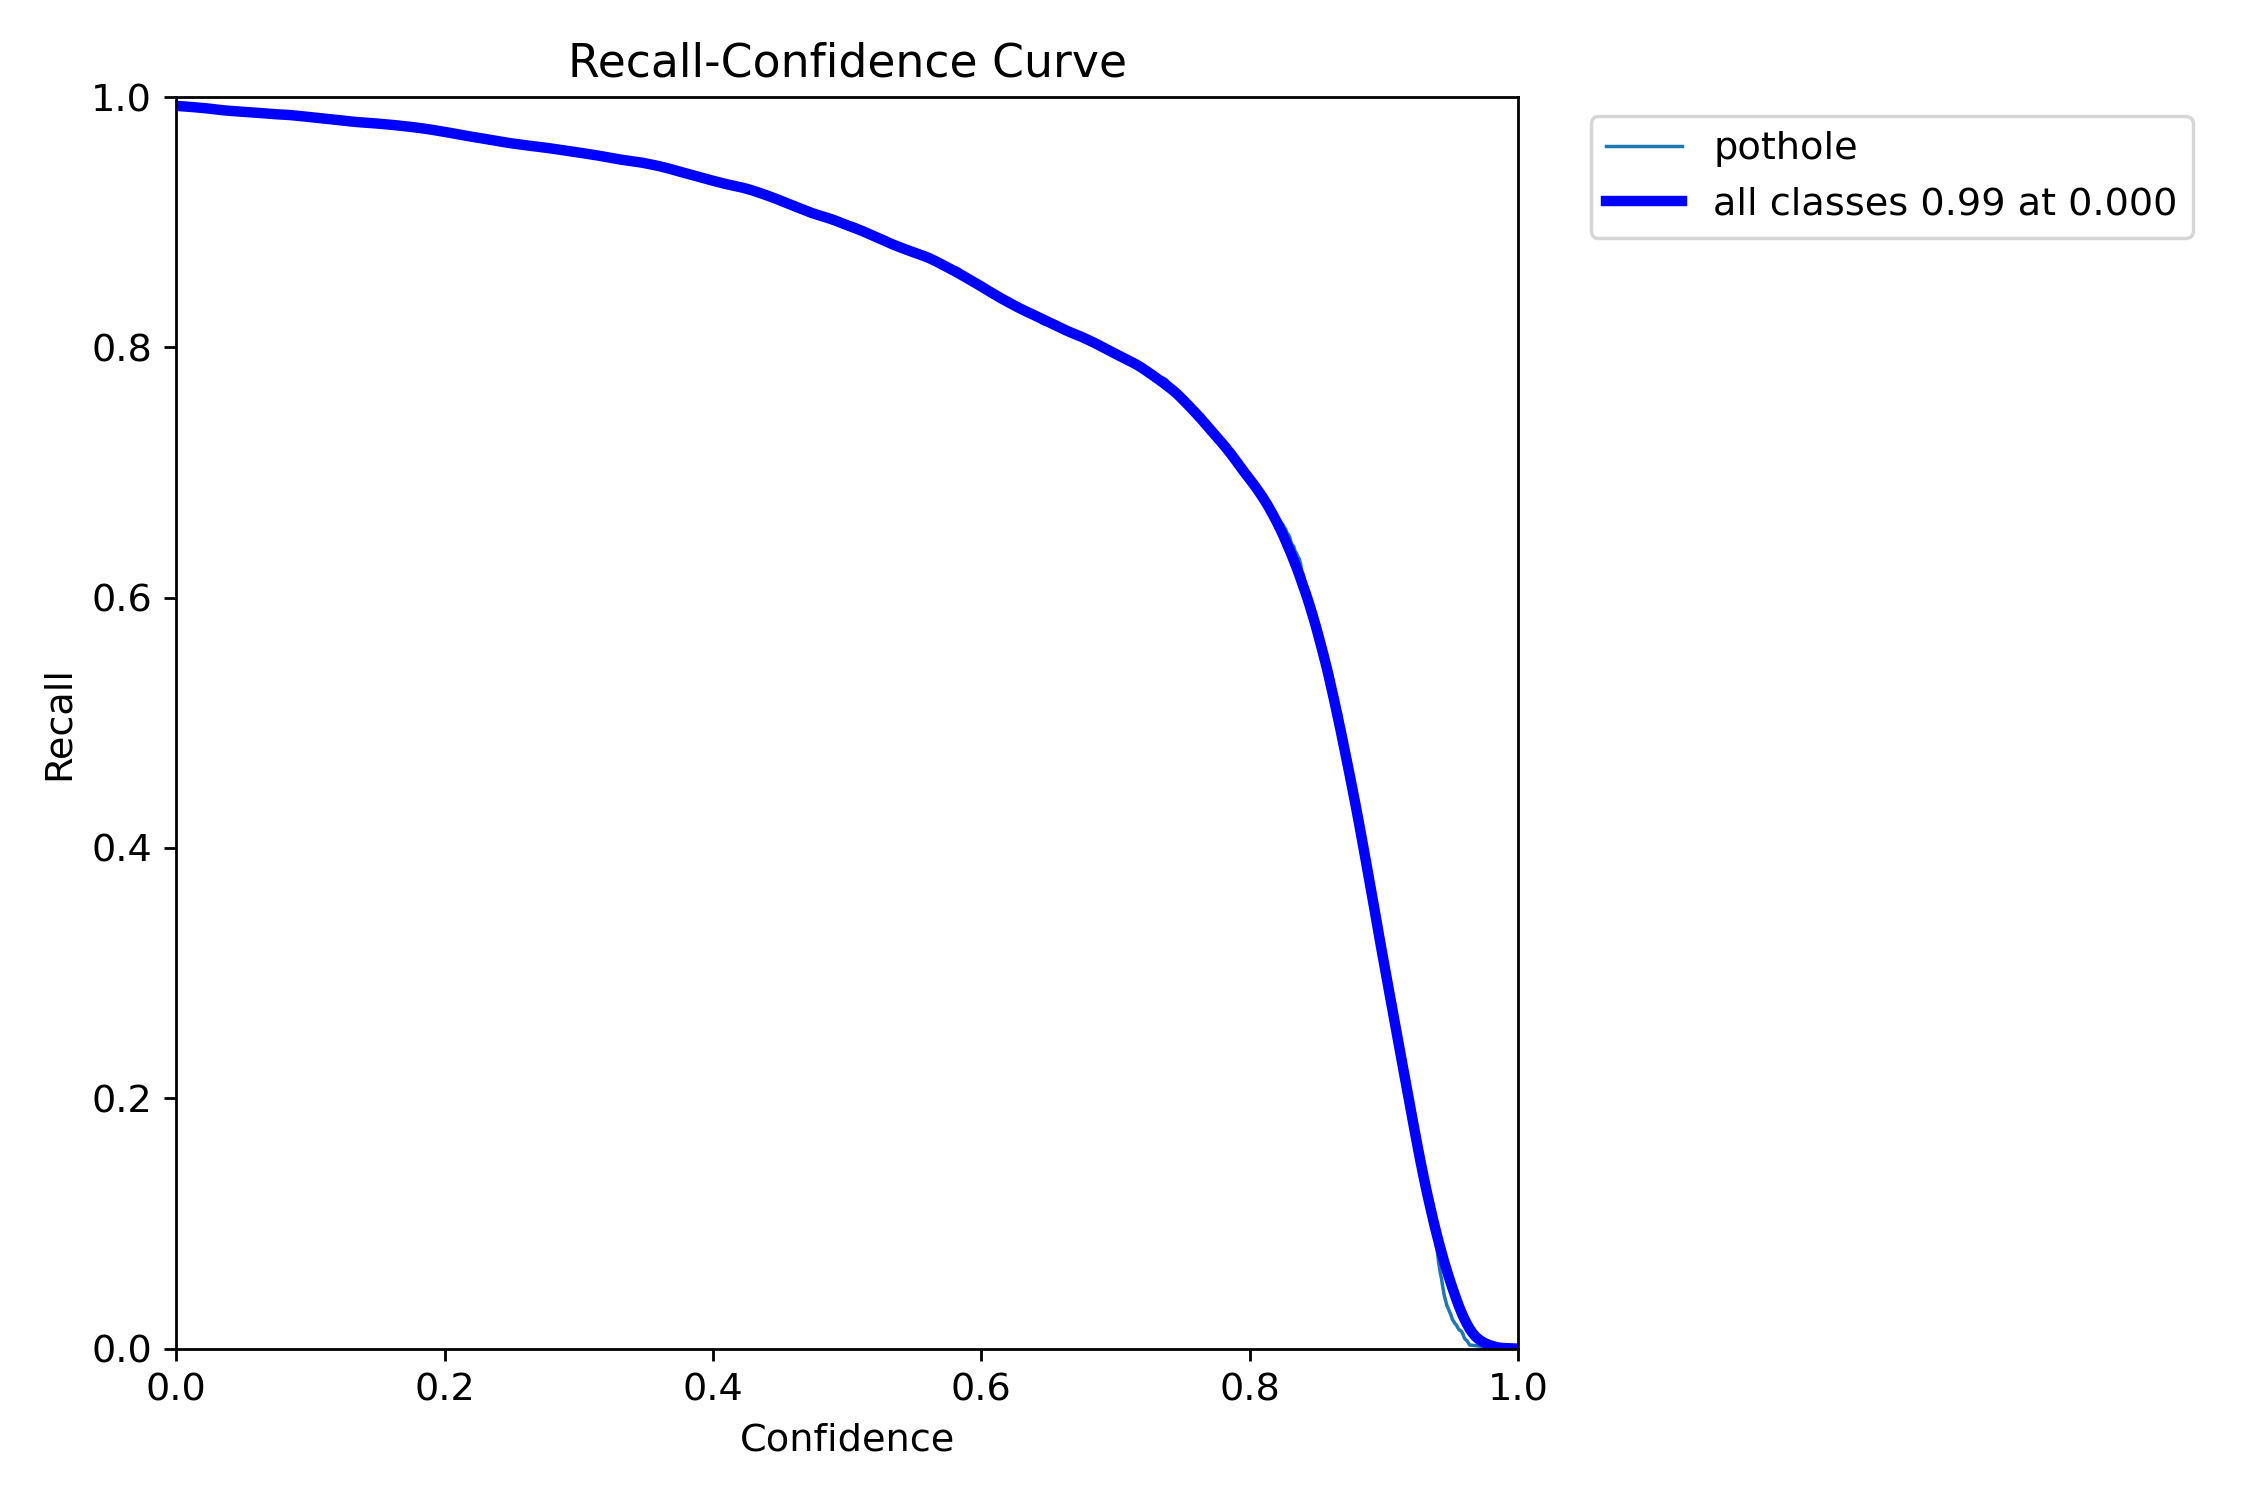 Recall-Confidence Curve
1.0
0.8
0.6
0.4
0.2
0.0
Recall
0.0 0.2 0.4 0.6 0.8 1.0
Confidence
pothole
all classes 0.99 at 0.000